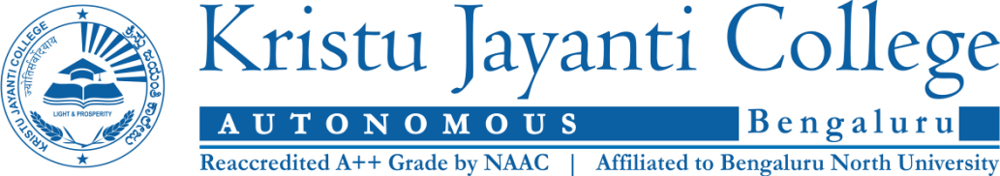 KRISTU JAYANTI COLLEGE
ಕ್ರಿಸ್ತು ಜಯಂತಿ ಕಾಲೇಜು
LIGHT & PROSPERITY
Kristu Jayanti College
AUTONOMOUS
Bengaluru
Reaccredited A++ Grade by NAAC | Affiliated to Bengaluru North University